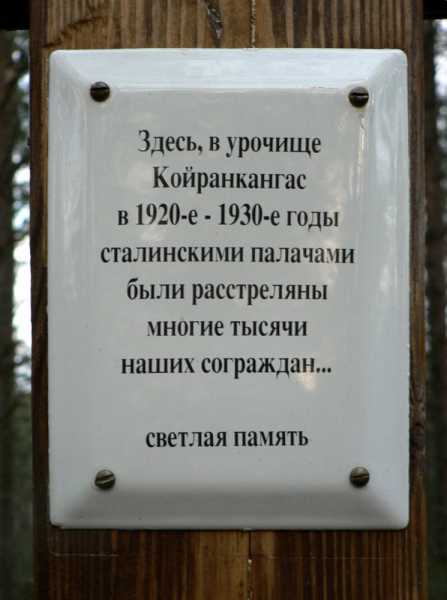 Здесь, в урочище
Койранкангас
в 1920-е - 1930-е годы
сталинскими палачами
были расстреляны
многие тысячи
наших сограждан...
светлая память